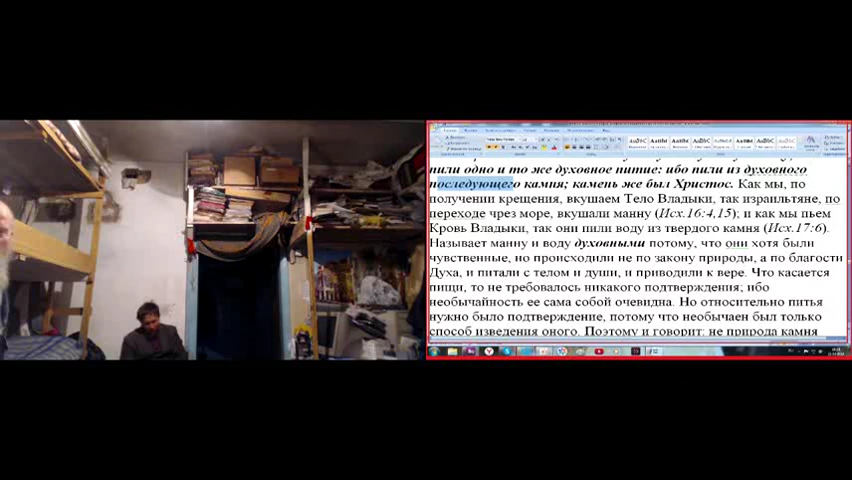 пили одно и то же духовное питие: ибо пили из духовного
последующего камня; камень же был Христос. Как мы, по
получении крещения, вкушаем Тело Владыки, так израильтяне, по
переходе чрез море, вкушали манну (Исх.16:4,15); и как мы пьем
Кровь Владыки, так они пили воду из твердого камня (Исх.17:6).
Называет манну и воду духовными потому, что они хотя были
чувственные, но происходили не по закону природы, а по благости
Духа, и питали с телом и души, и приводили к вере. Что касается
пищи, то не требовалось никакого подтверждения; ибо
необычайность ее сама собой очевидна. Но относительно питья
нужно было подтверждение, потому что необычаен был только
способ изведения оного. Поэтому и говорит: не природа камня